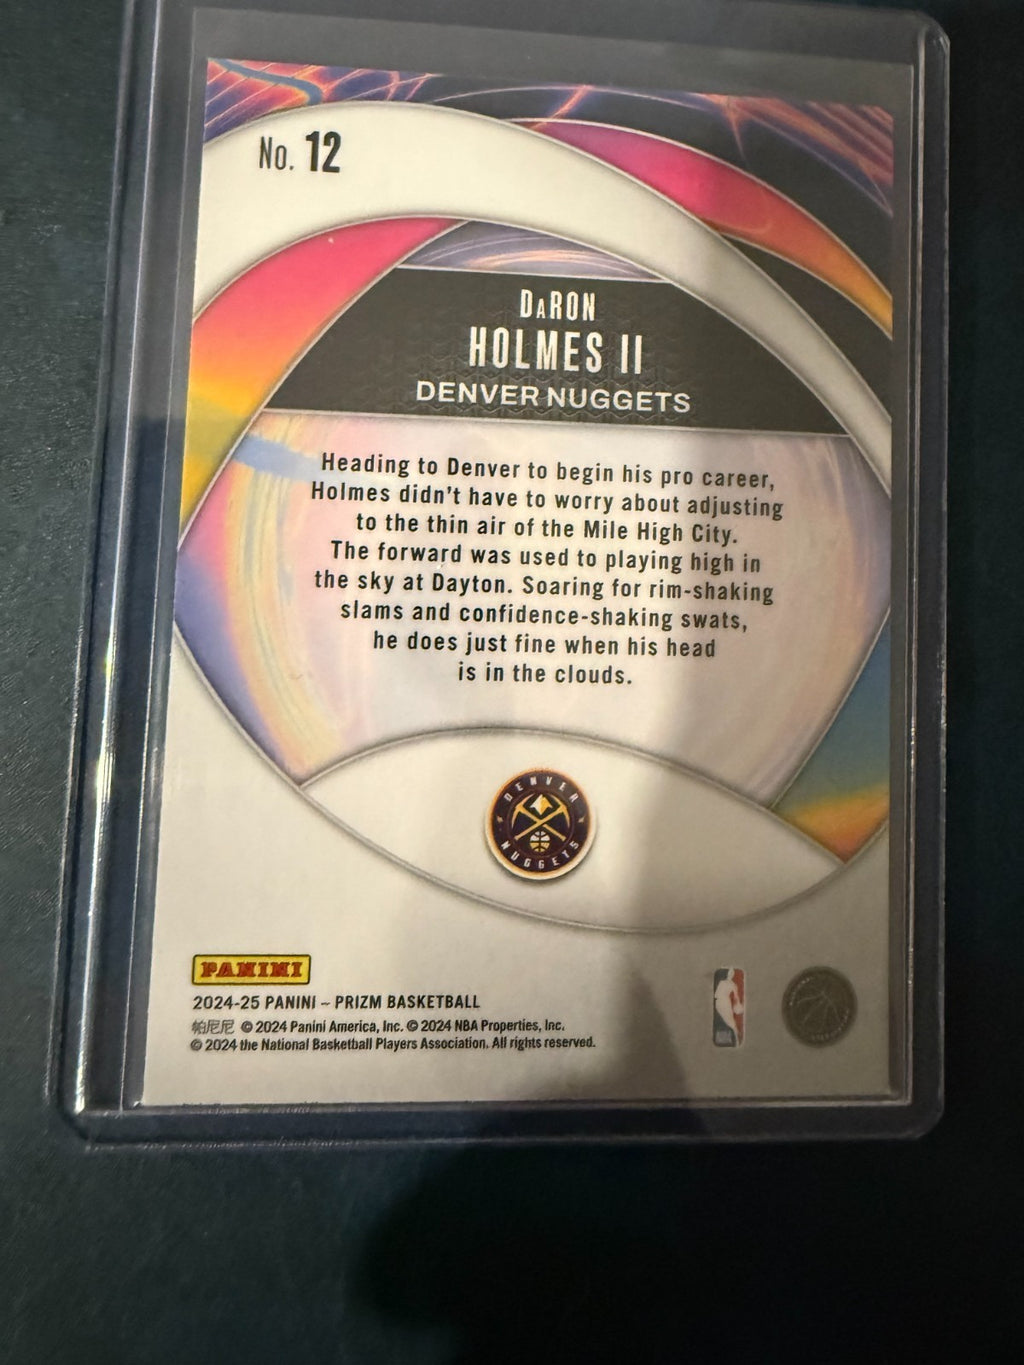 No. 12
DARON
HOLMES II
DENVER NUGGETS
Heading to Denver to begin his pro career,
Holmes didn't have to worry about adjusting
to the thin air of the Mile High City.
The forward was used to playing high in
the sky at Dayton. Soaring for rim-shaking
slams and confidence-shaking swats,
he does just fine when his head
is in the clouds.
DENVER
NUGGETS
PANINI
2024-25 PANINI – PRIZM BASKETBALL
帕尼尼 © 2024 Panini America, Inc. © 2024 NBA Properties, Inc.
© 2024 the National Basketball Players Association. All rights reserved.
NBA